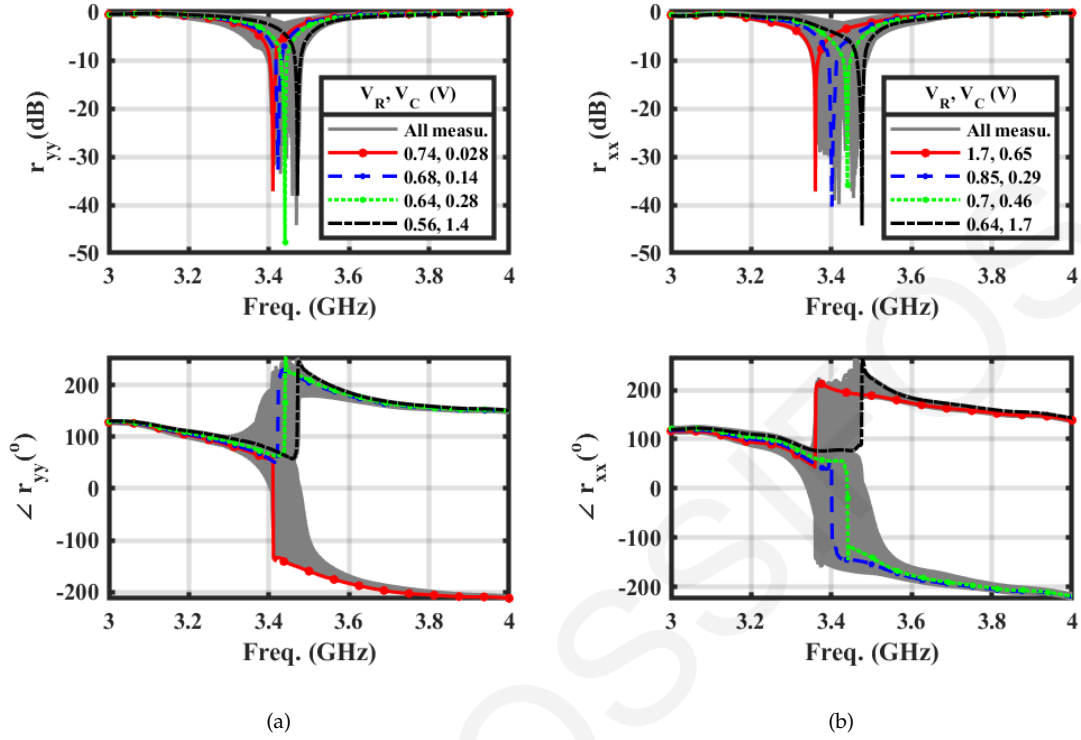 0
-10
-20
-30
-40
-50
r_yy(dB)
V_R, V_C (V)
All measu.
0.74, 0.028
0.68, 0.14
0.64, 0.28
0.56, 1.4
3 3.2 3.4 3.6 3.8 4
Freq. (GHz)
0
-10
-20
-30
-40
-50
r_xx(dB)
V_R, V_C (V)
All measu.
1.7, 0.65
0.85, 0.29
0.7, 0.46
0.64, 1.7
3 3.2 3.4 3.6 3.8 4
Freq. (GHz)
200
100
0
-100
-200
∠ r_yy(°)
3 3.2 3.4 3.6 3.8 4
Freq. (GHz)
200
100
0
-100
-200
∠ r_xx(°)
3 3.2 3.4 3.6 3.8 4
Freq. (GHz)
(a)
(b)